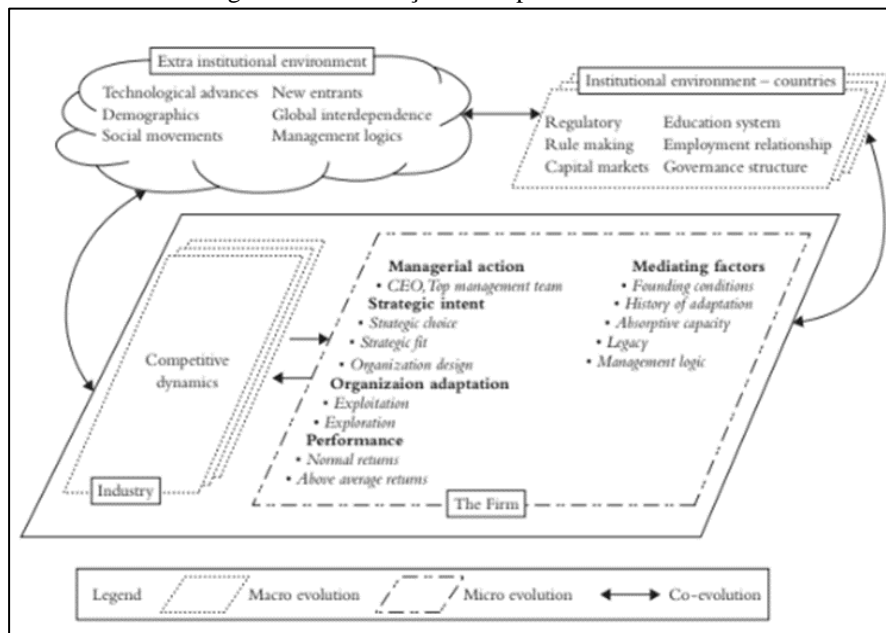 Extra institutional environment
Technological advances New entrants
Demographics Global interdependence
Social movements Management logics
Institutional environment – countries
Regulatory Education system
Rule making Employment relationship
Capital markets Governance structure
Competitive
dynamics
Industry
Managerial action
• CEO, Top management team
Strategic intent
• Strategic choice
• Strategic fit
• Organization design
Organizaion adaptation
• Exploitation
• Exploration
Performance
• Normal returns
• Above average returns
Mediating factors
• Founding conditions
• History of adaptation
• Absorptive capacity
• Legacy
• Management logic
The Firm
Legend Macro evolution Micro evolution Co-evolution